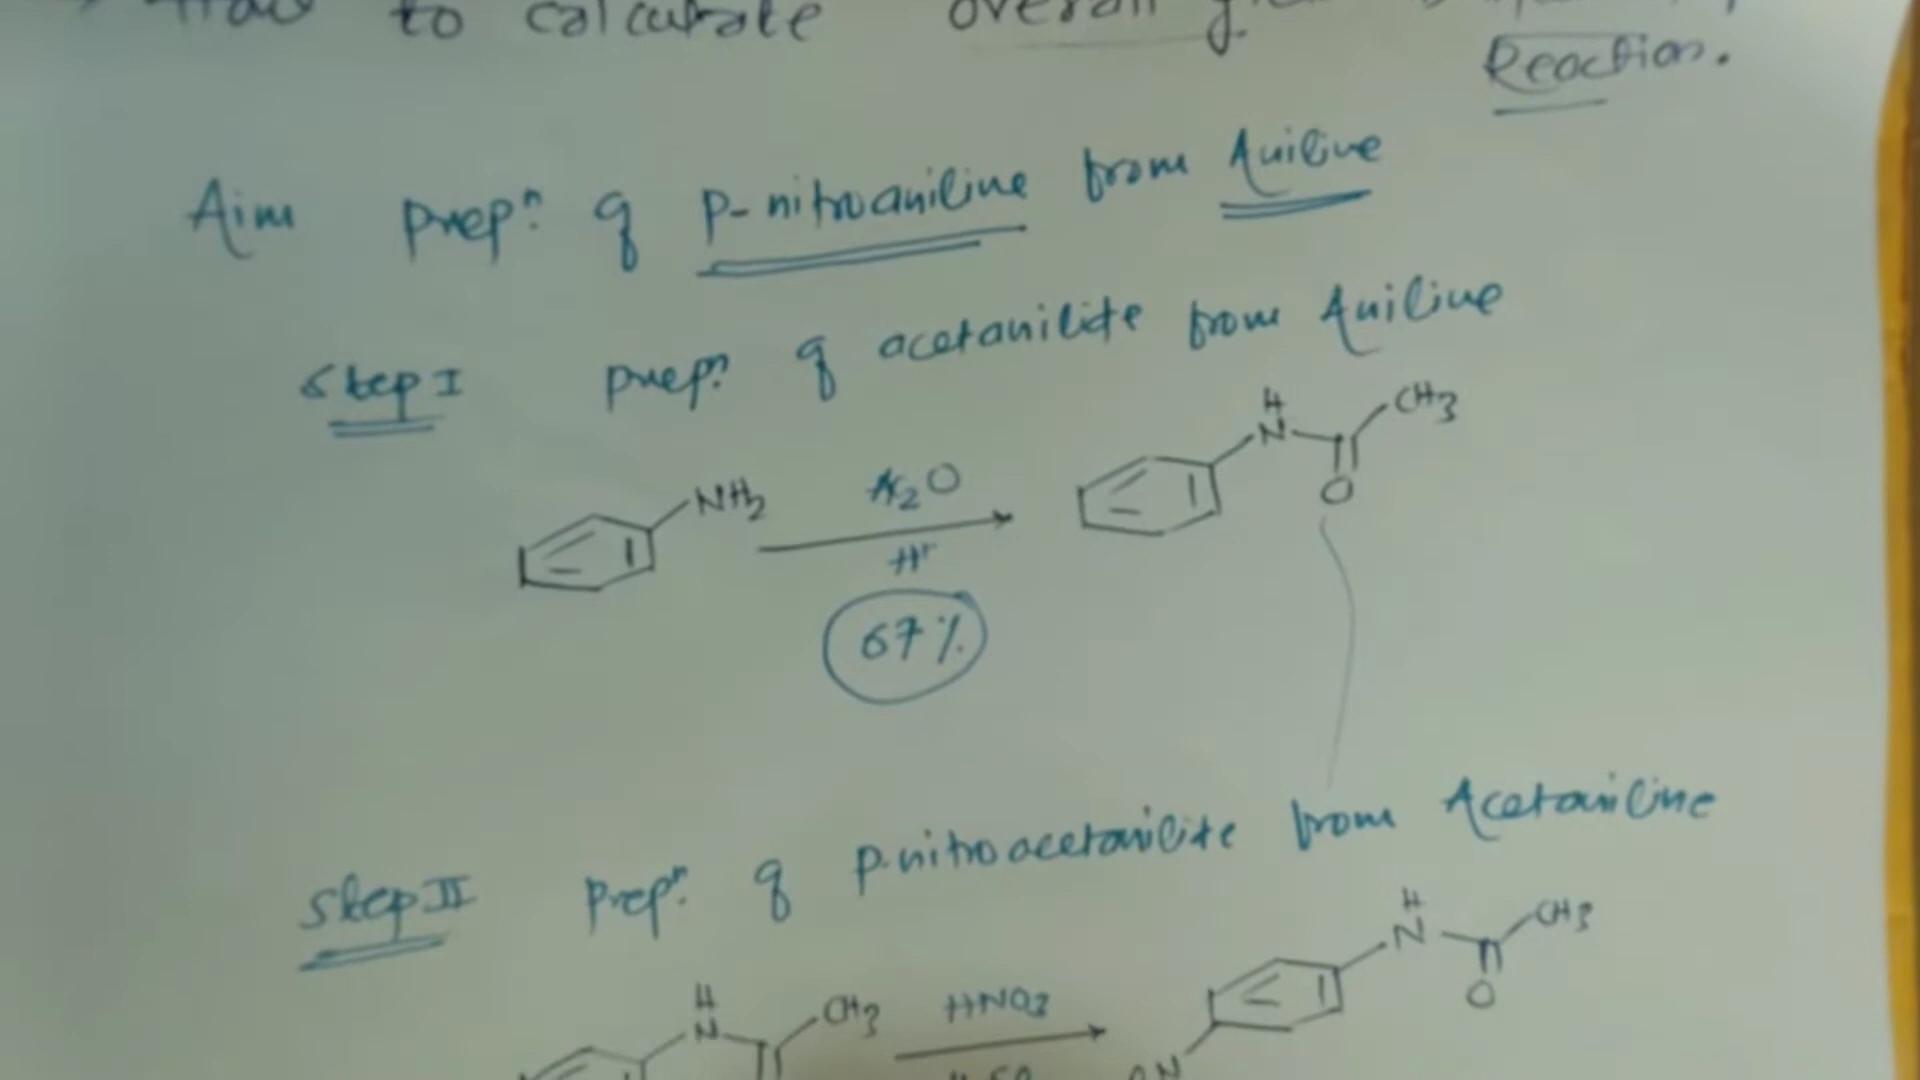 How to calculate overall
Reaction.
Aim prepn. of p-nitroaniline from Aniline
Step I prepn. of acetanilide from Aniline
H
N CH3
O
NH2 Ac2O
H+
67%
Step II Prepn. of p-nitroacetanilide from Acetaniline
H
N CH3
O
H
N CH3 HNO3